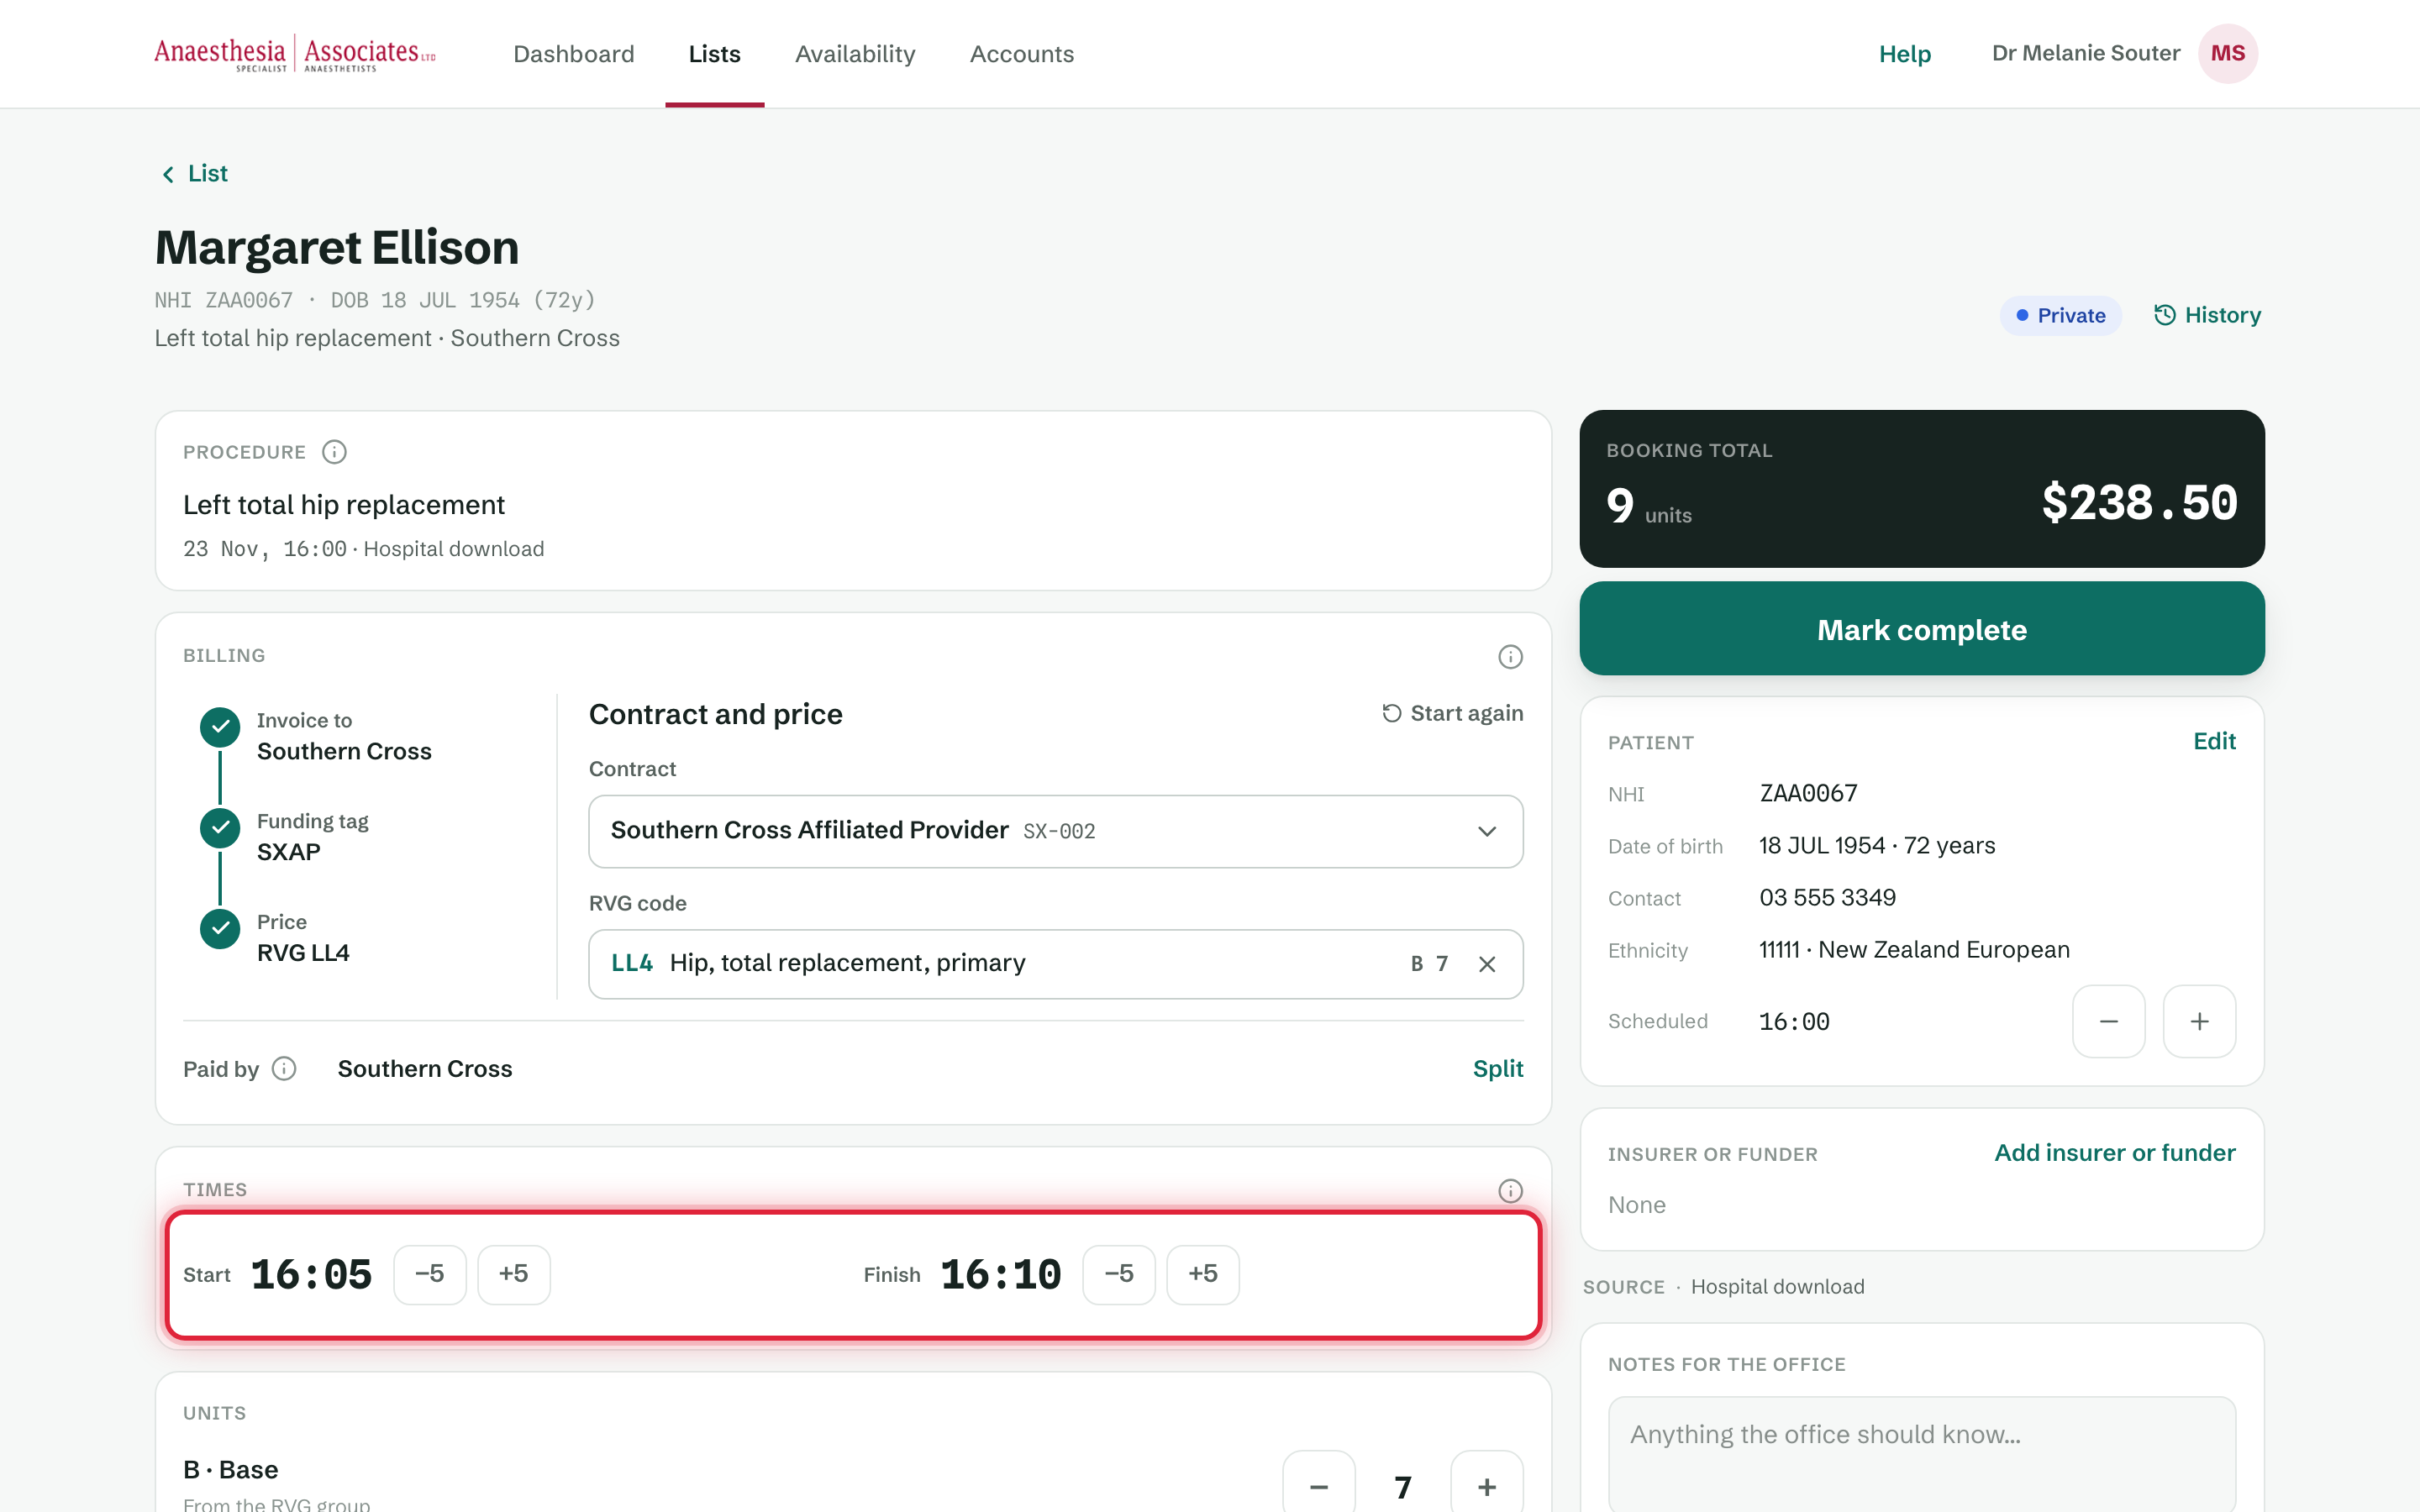 Anaesthesia | Associates LTD
SPECIALIST ANAESTHETISTS
Dashboard
Lists
Availability
Accounts
Help
Dr Melanie Souter
MS
List
Margaret Ellison
NHI ZAA0067 · DOB 18 JUL 1954 (72y)
Left total hip replacement · Southern Cross
Private
History
PROCEDURE
Left total hip replacement
23 Nov, 16:00 · Hospital download
BILLING
Invoice to
Southern Cross
Funding tag
SXAP
Price
RVG LL4
Contract and price
Start again
Contract
Southern Cross Affiliated Provider SX-002
RVG code
LL4 Hip, total replacement, primary B 7
Paid by
Southern Cross
Split
TIMES
Start 16:05 −5 +5
Finish 16:10 −5 +5
UNITS
B · Base
− 7 +
From the RVG group
BOOKING TOTAL
9 units
$238.50
Mark complete
PATIENT
Edit
NHI ZAA0067
Date of birth 18 JUL 1954 · 72 years
Contact 03 555 3349
Ethnicity 11111 · New Zealand European
Scheduled 16:00 − +
INSURER OR FUNDER
Add insurer or funder
None
SOURCE · Hospital download
NOTES FOR THE OFFICE
Anything the office should know...